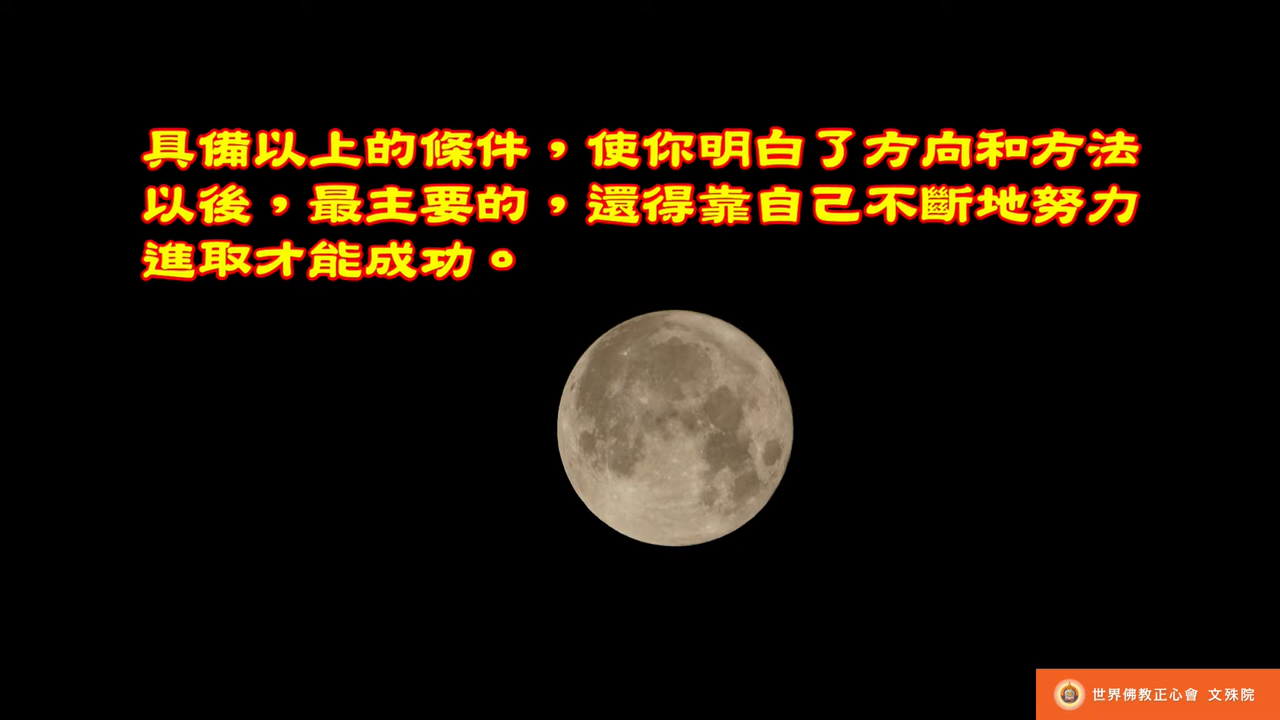 具備以上的條件，使你明白了方向和方法
以後，最主要的，還得靠自己不斷地努力
進取才能成功。
世界佛教正心會 文殊院